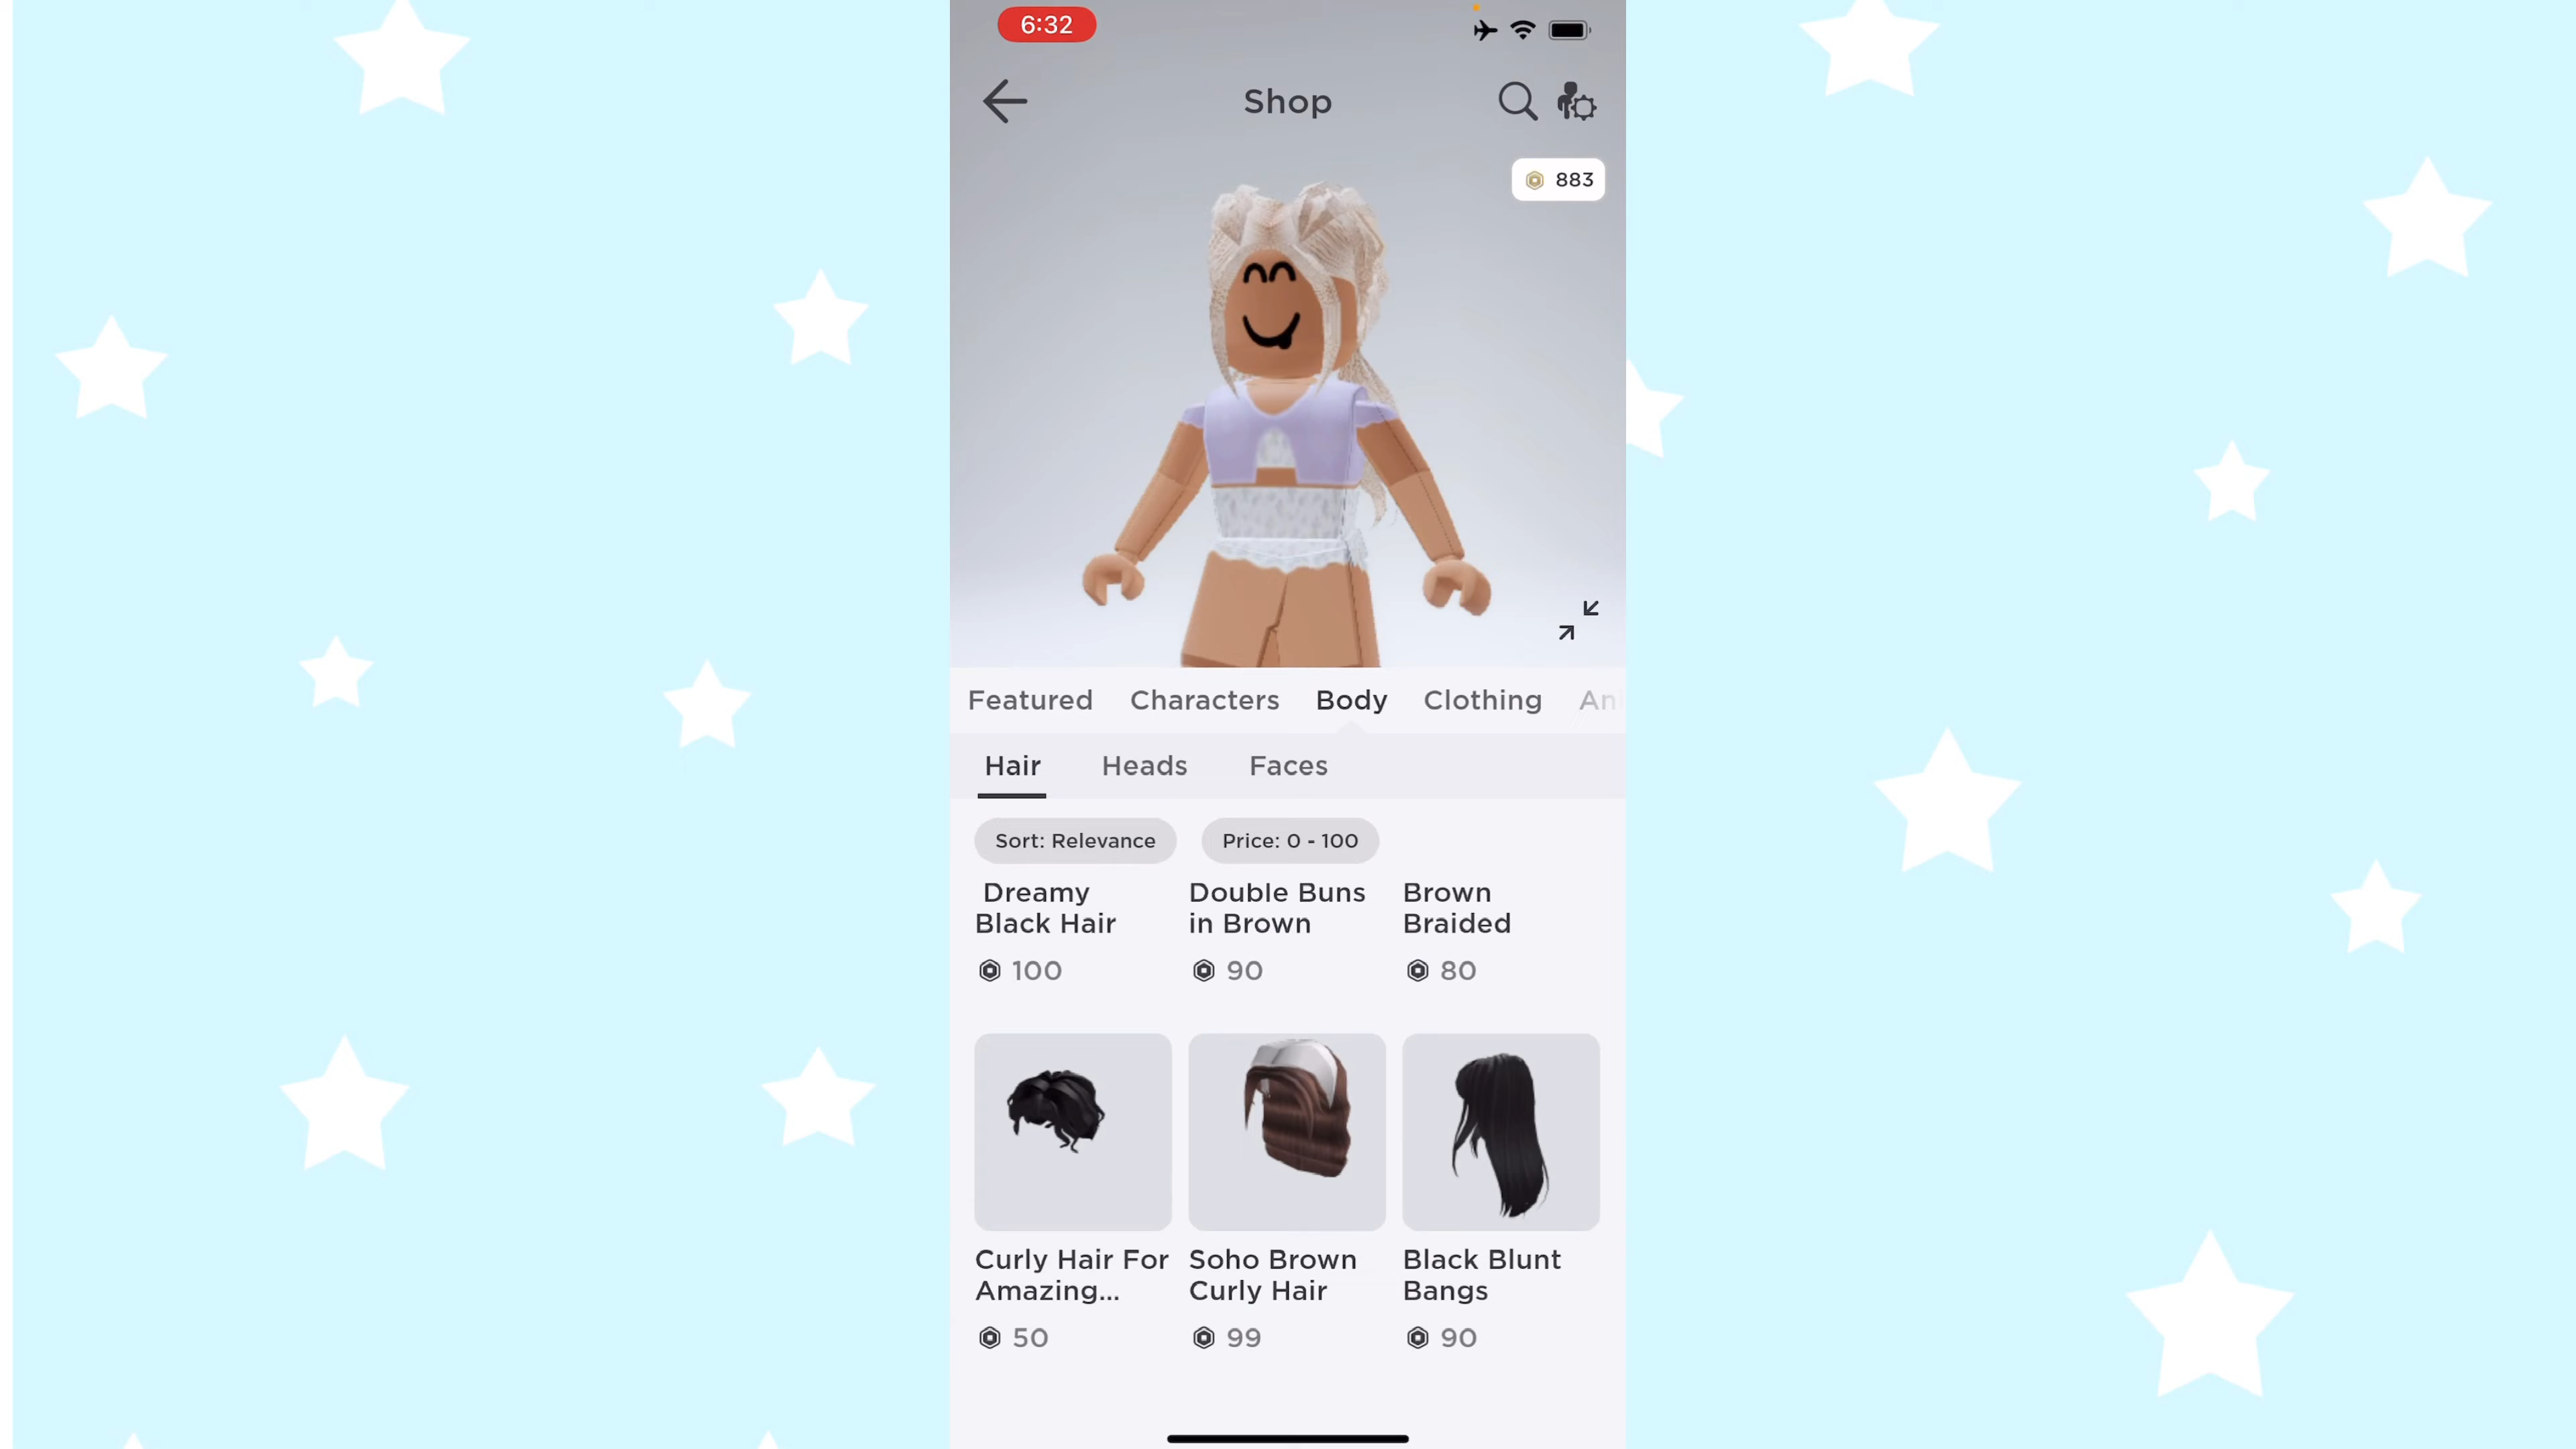 6:32
Shop
883
Featured Characters Body Clothing An
Hair Heads Faces
Sort: Relevance Price: 0 - 100
Dreamy
Black Hair
100
Double Buns
in Brown
90
Brown
Braided
80
Curly Hair For
Amazing...
50
Soho Brown
Curly Hair
99
Black Blunt
Bangs
90